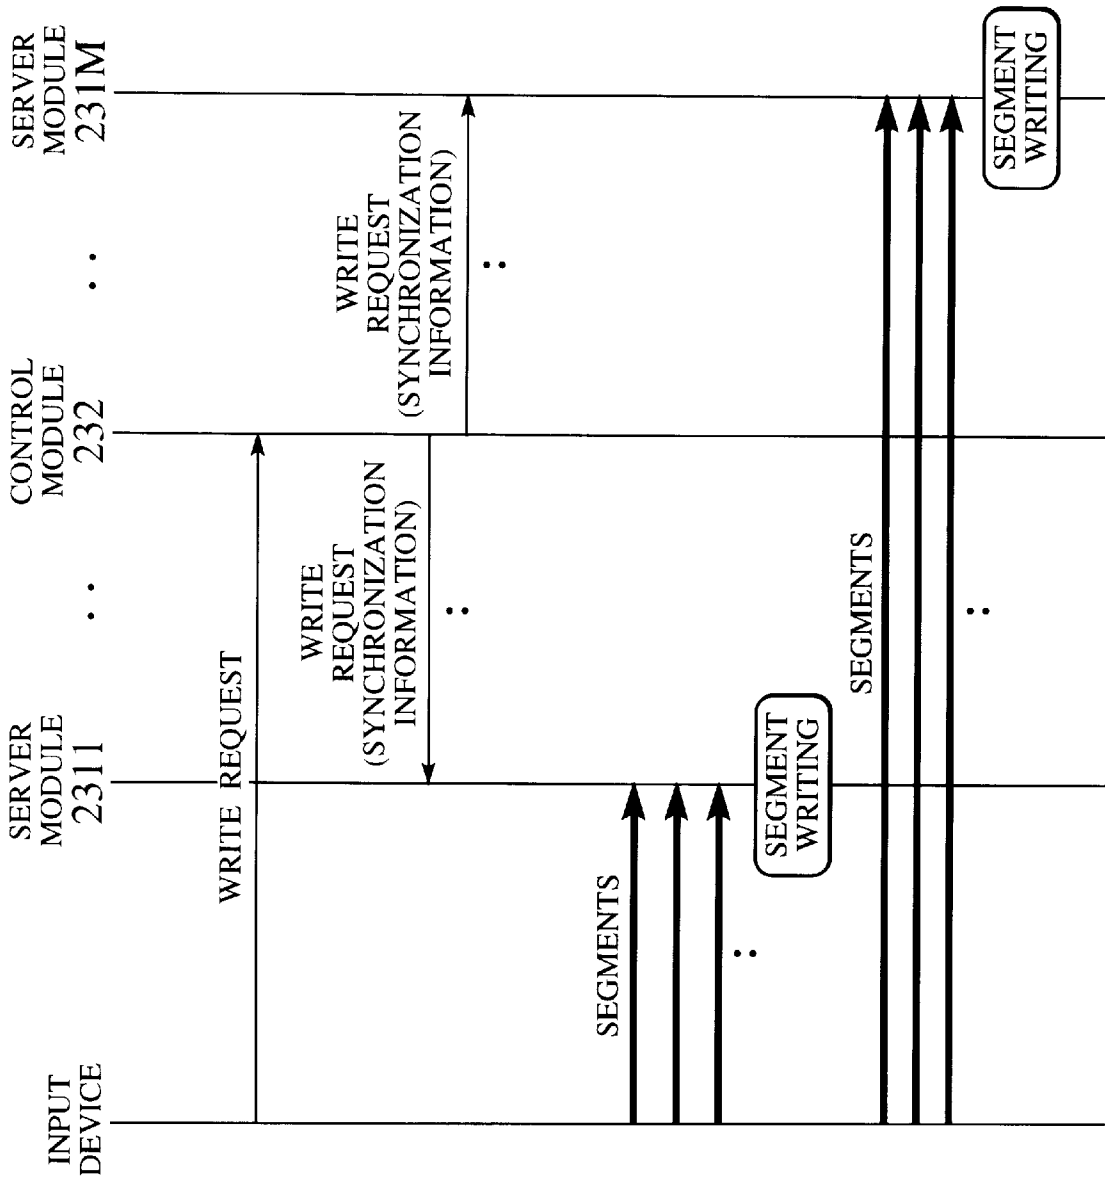 INPUT
DEVICE
SERVER
MODULE
2311
. .
CONTROL
MODULE
232
. .
SERVER
MODULE
231M
WRITE REQUEST
WRITE
REQUEST
(SYNCHRONIZATION
INFORMATION)
. .
WRITE
REQUEST
(SYNCHRONIZATION
INFORMATION)
. .
SEGMENTS
. .
SEGMENT
WRITING
SEGMENTS
. .
SEGMENT
WRITING